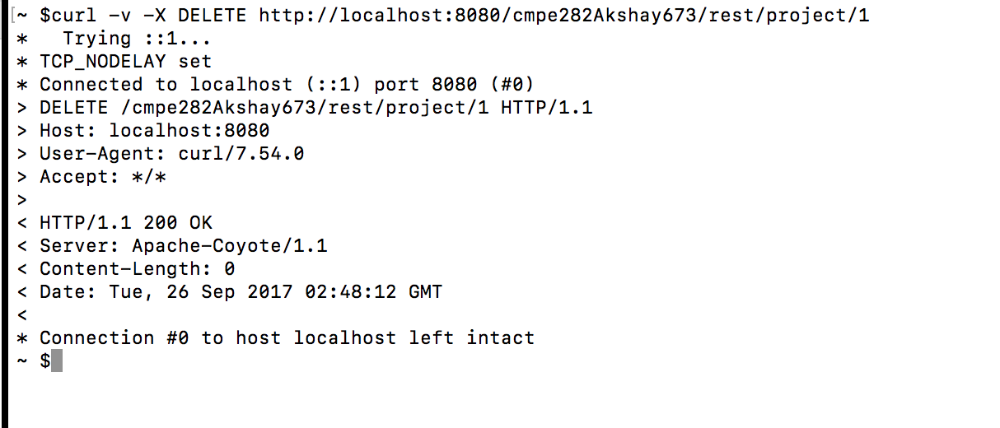 [~ $curl -v -X DELETE http://localhost:8080/cmpe282Akshay673/rest/project/1
*   Trying ::1...
* TCP_NODELAY set
* Connected to localhost (::1) port 8080 (#0)
> DELETE /cmpe282Akshay673/rest/project/1 HTTP/1.1
> Host: localhost:8080
> User-Agent: curl/7.54.0
> Accept: */*
>
< HTTP/1.1 200 OK
< Server: Apache-Coyote/1.1
< Content-Length: 0
< Date: Tue, 26 Sep 2017 02:48:12 GMT
<
* Connection #0 to host localhost left intact
~ $